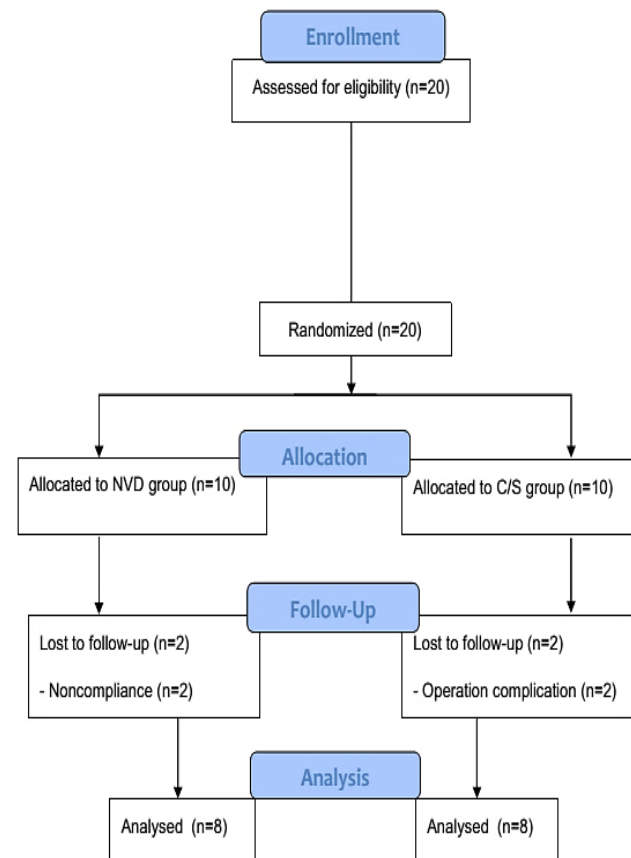 Enrollment
Assessed for eligibility (n=20)
Randomized (n=20)
Allocation
Allocated to NVD group (n=10)
Allocated to C/S group (n=10)
Follow-Up
Lost to follow-up (n=2)
- Noncompliance (n=2)
Lost to follow-up (n=2)
- Operation complication (n=2)
Analysis
Analysed (n=8)
Analysed (n=8)